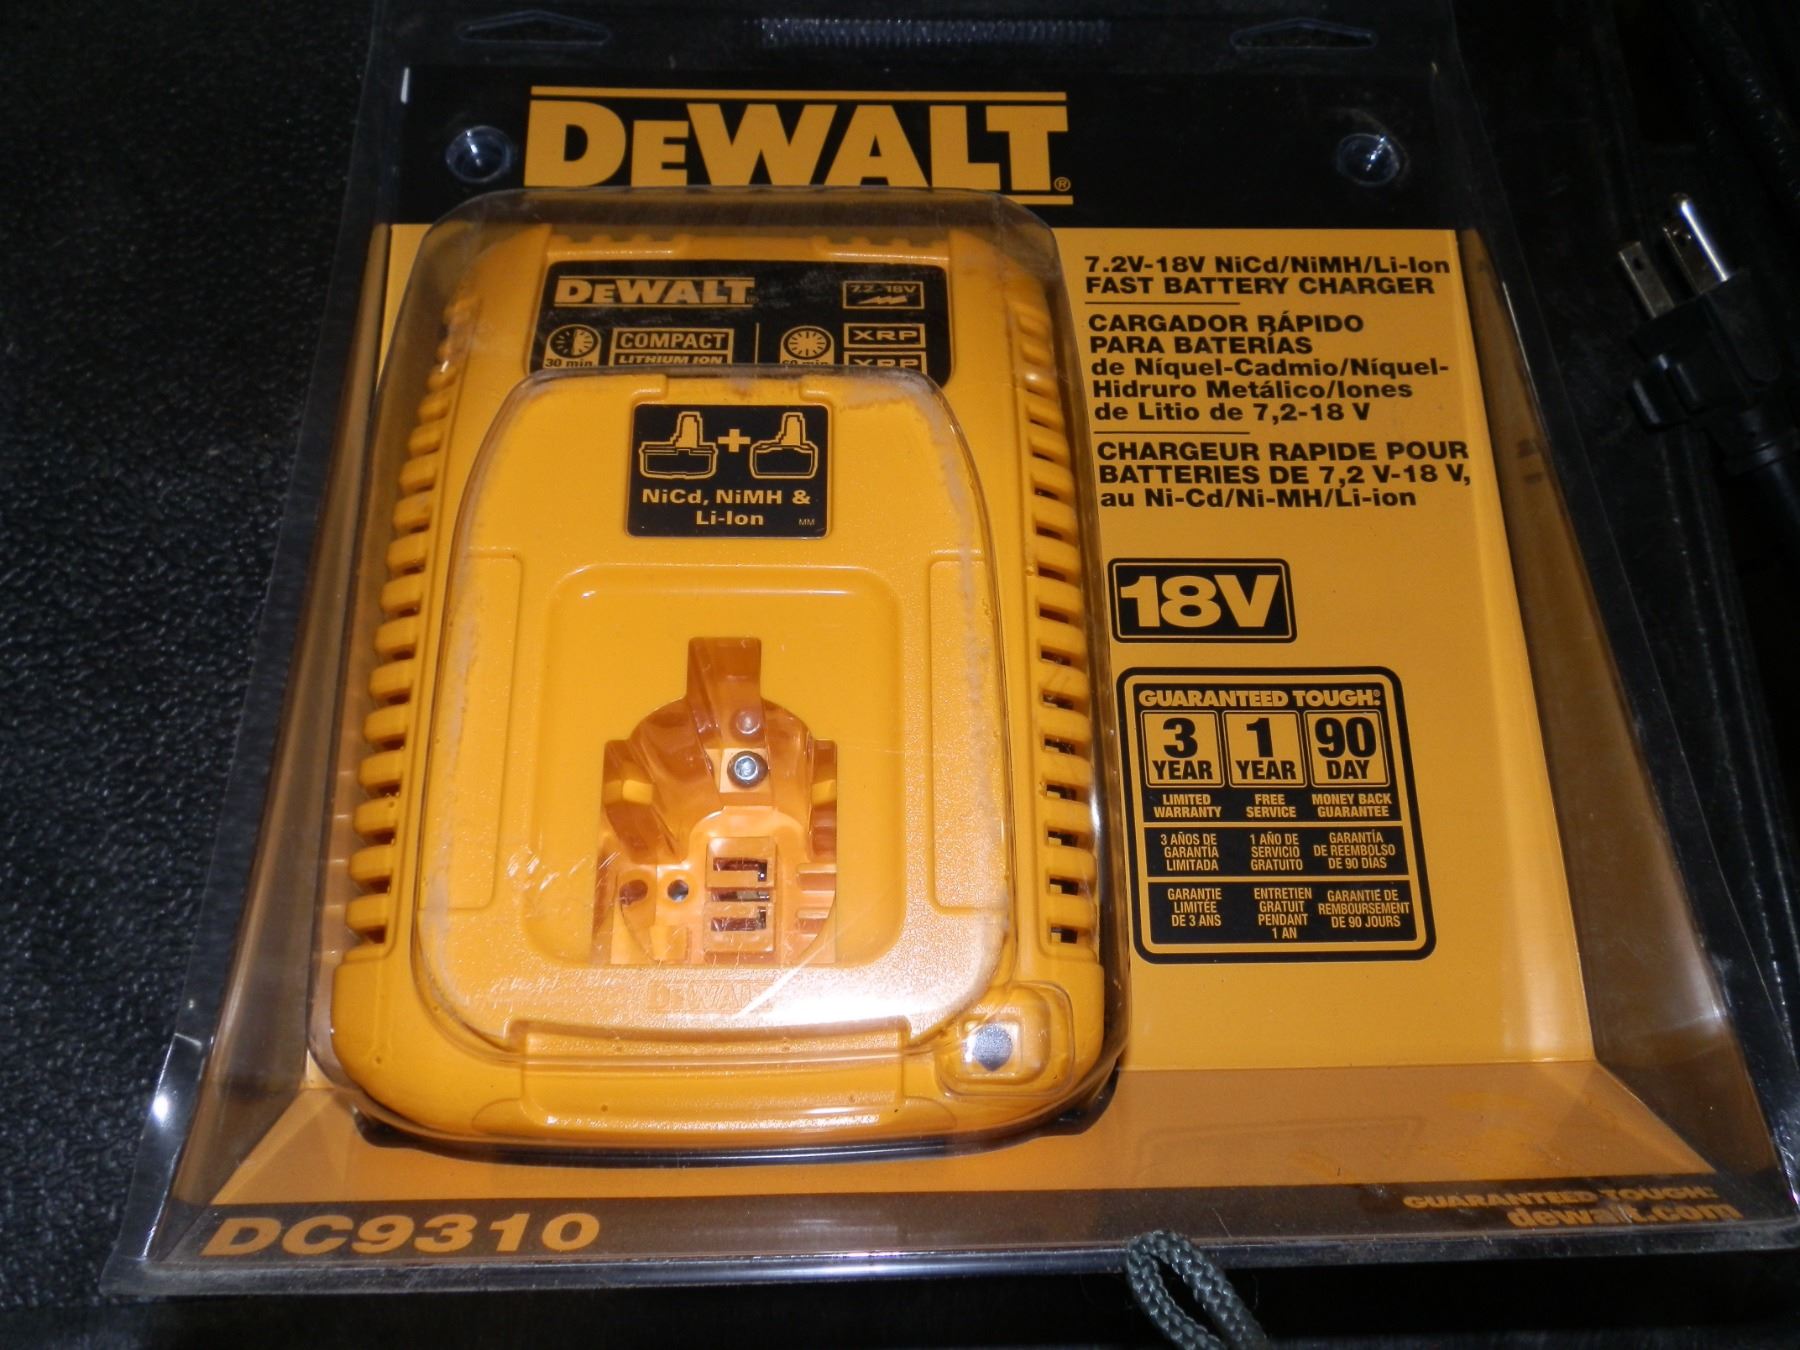 DEWALT®
DEWALT
7.2-18V
30 min
COMPACT
LITHIUM ION
60 min
XRP
XRP
NiCd, NiMH &
Li-Ion
MM
DEWALT
7.2V-18V NiCd/NiMH/Li-Ion
FAST BATTERY CHARGER
CARGADOR RÁPIDO
PARA BATERÍAS
de Níquel-Cadmio/Níquel-
Hidruro Metálico/Iones
de Litio de 7,2-18 V
CHARGEUR RAPIDE POUR
BATTERIES DE 7,2 V-18 V,
au Ni-Cd/Ni-MH/Li-ion
18V
GUARANTEED TOUGH®
3 YEAR
1 YEAR
90 DAY
LIMITED WARRANTY
FREE SERVICE
MONEY BACK GUARANTEE
3 AÑOS DE GARANTÍA LIMITADA
1 AÑO DE SERVICIO GRATUITO
GARANTÍA DE REEMBOLSO DE 90 DÍAS
GARANTIE LIMITÉE DE 3 ANS
ENTRETIEN GRATUIT PENDANT 1 AN
GARANTIE DE REMBOURSEMENT DE 90 JOURS
DC9310
GUARANTEED TOUGH®
dewalt.com